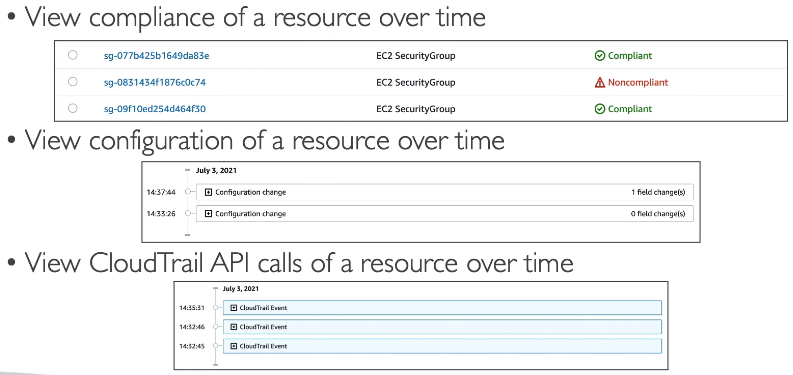 • View compliance of a resource over time
sg-077b425b1649da83e EC2 SecurityGroup Compliant
sg-0831434f1876c0c74 EC2 SecurityGroup Noncompliant
sg-09f10ed254d464f30 EC2 SecurityGroup Compliant
• View configuration of a resource over time
July 3, 2021
14:37:44 Configuration change 1 field change(s)
14:33:26 Configuration change 0 field change(s)
• View CloudTrail API calls of a resource over time
July 3, 2021
14:35:31 CloudTrail Event
14:32:46 CloudTrail Event
14:32:45 CloudTrail Event